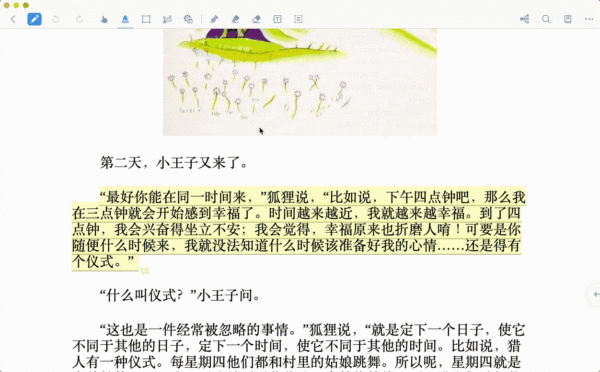 第二天，小王子又来了。
“最好你能在同一时间来，”狐狸说，“比如说，下午四点钟吧，那么我
在三点钟就会开始感到幸福了。时间越来越近，我就越来越幸福。到了四
点钟，我会兴奋得坐立不安；我会觉得，幸福原来也折磨人唷！可要是你
随便什么时候来，我就没法知道什么时候该准备好我的心情……还是得有
个仪式。”
“什么叫仪式？”小王子问。
“这也是一件经常被忽略的事情。”狐狸说，“就是定下一个日子，使它
不同于其他的日子，定下一个时间，使它不同于其他的时间。比如说，猎
人有一种仪式。每星期四他们都和村里的姑娘跳舞。所以呢，星期四就是